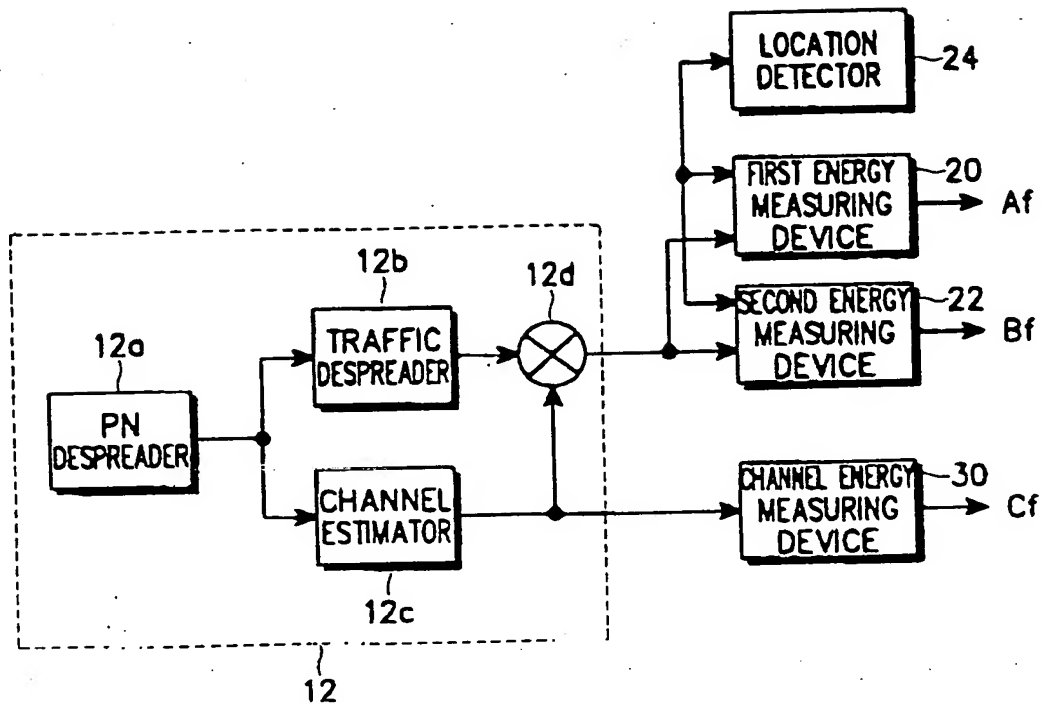 LOCATION
DETECTOR
24
FIRST ENERGY
MEASURING
DEVICE
20
Af
12b
12d
SECOND ENERGY
MEASURING
DEVICE
22
Bf
12a
TRAFFIC
DESPREADER
PN
DESPREADER
CHANNEL
ESTIMATOR
CHANNEL ENERGY
MEASURING
DEVICE
30
Cf
12c
12